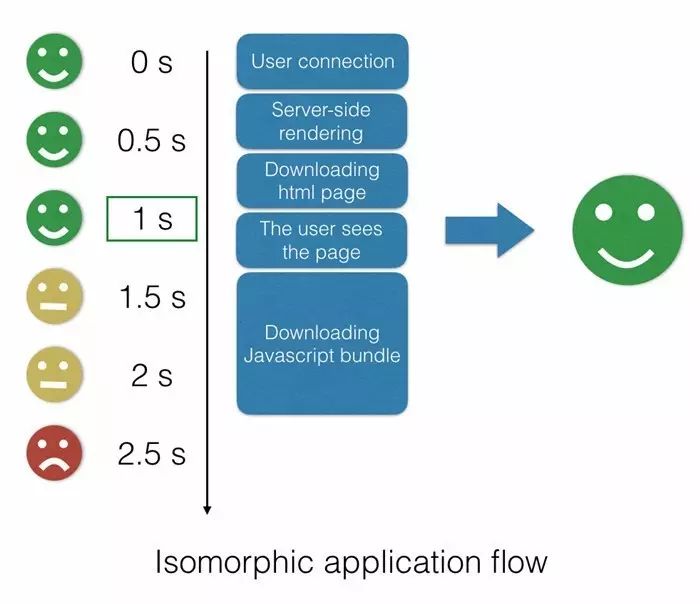 0 s
0.5 s
1 s
1.5 s
2 s
2.5 s
User connection
Server-side
rendering
Downloading
html page
The user sees
the page
Downloading
Javascript bundle
Isomorphic application flow